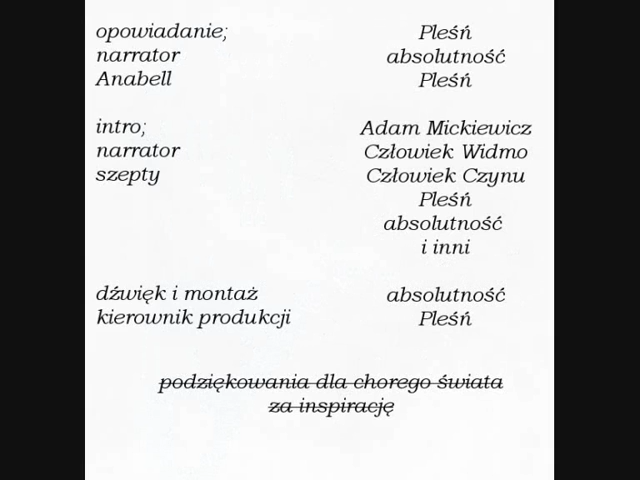 opowiadanie; Pleśń
narrator absolutność
Anabell Pleśń
intro; Adam Mickiewicz
narrator Człowiek Widmo
szepty Człowiek Czynu
Pleśń
absolutność
i inni
dźwięk i montaż absolutność
kierownik produkcji Pleśń
podziękowania dla chorego świata
za inspirację